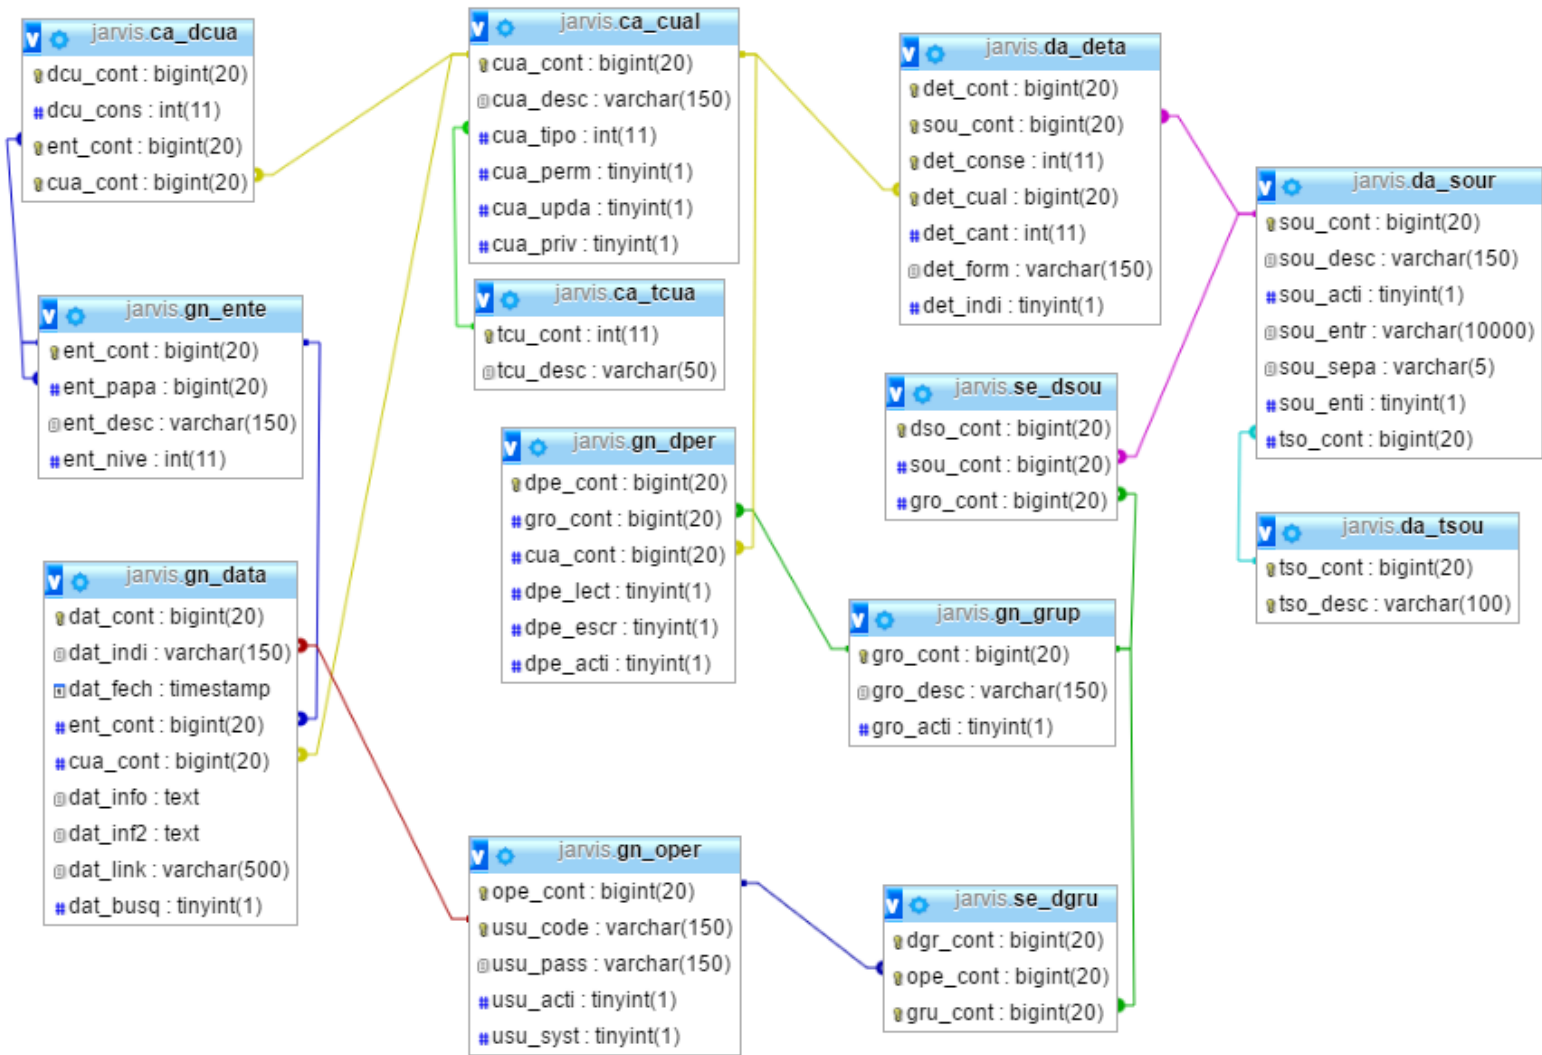 jarvis.ca_dcua
dcu_cont : bigint(20)
dcu_cons : int(11)
ent_cont : bigint(20)
cua_cont : bigint(20)
jarvis.ca_cual
cua_cont : bigint(20)
cua_desc : varchar(150)
cua_tipo : int(11)
cua_perm : tinyint(1)
cua_upda : tinyint(1)
cua_priv : tinyint(1)
jarvis.da_deta
det_cont : bigint(20)
sou_cont : bigint(20)
det_conse : int(11)
det_cual : bigint(20)
det_cant : int(11)
det_form : varchar(150)
det_indi : tinyint(1)
jarvis.da_sour
sou_cont : bigint(20)
sou_desc : varchar(150)
sou_acti : tinyint(1)
sou_entr : varchar(10000)
sou_sepa : varchar(5)
sou_enti : tinyint(1)
tso_cont : bigint(20)
jarvis.gn_ente
ent_cont : bigint(20)
ent_papa : bigint(20)
ent_desc : varchar(150)
ent_nive : int(11)
jarvis.ca_tcua
tcu_cont : int(11)
tcu_desc : varchar(50)
jarvis.se_dsou
dso_cont : bigint(20)
sou_cont : bigint(20)
gro_cont : bigint(20)
jarvis.gn_dper
dpe_cont : bigint(20)
gro_cont : bigint(20)
cua_cont : bigint(20)
dpe_lect : tinyint(1)
dpe_escr : tinyint(1)
dpe_acti : tinyint(1)
jarvis.da_tsou
tso_cont : bigint(20)
tso_desc : varchar(100)
jarvis.gn_data
dat_cont : bigint(20)
dat_indi : varchar(150)
dat_fech : timestamp
ent_cont : bigint(20)
cua_cont : bigint(20)
dat_info : text
dat_inf2 : text
dat_link : varchar(500)
dat_busq : tinyint(1)
jarvis.gn_grup
gro_cont : bigint(20)
gro_desc : varchar(150)
gro_acti : tinyint(1)
jarvis.gn_oper
ope_cont : bigint(20)
usu_code : varchar(150)
usu_pass : varchar(150)
usu_acti : tinyint(1)
usu_syst : tinyint(1)
jarvis.se_dgru
dgr_cont : bigint(20)
ope_cont : bigint(20)
gru_cont : bigint(20)